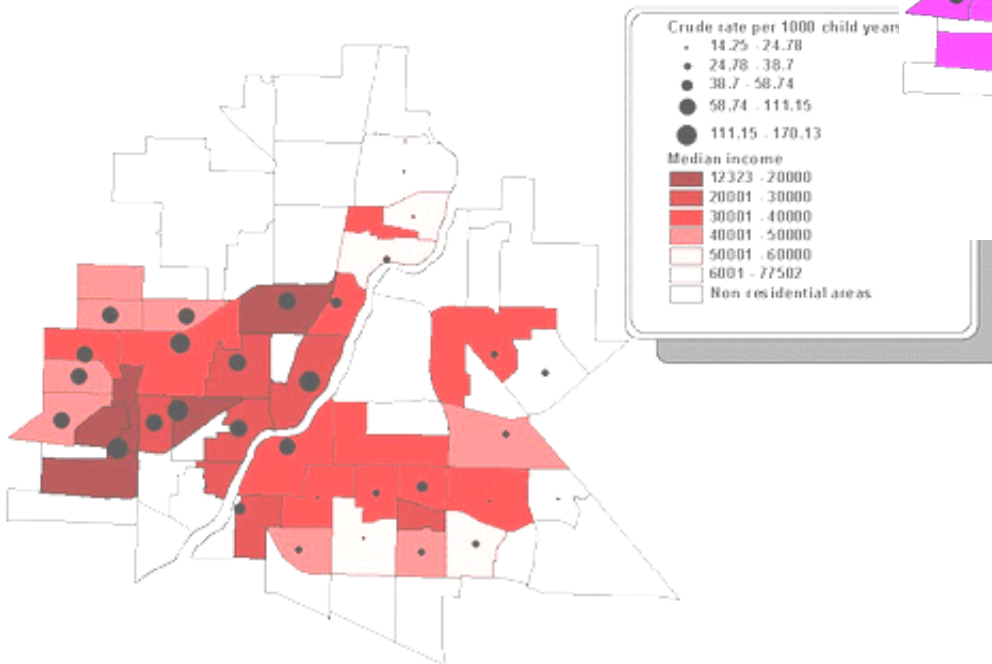 Crude rate per 1000 child years
14.25 - 24.78
24.78 - 38.7
38.7 - 58.74
58.74 - 111.15
111.15 - 170.13
Median income
12323 - 20000
20001 - 30000
30001 - 40000
40001 - 50000
50001 - 60000
6001 - 77502
Non residential areas